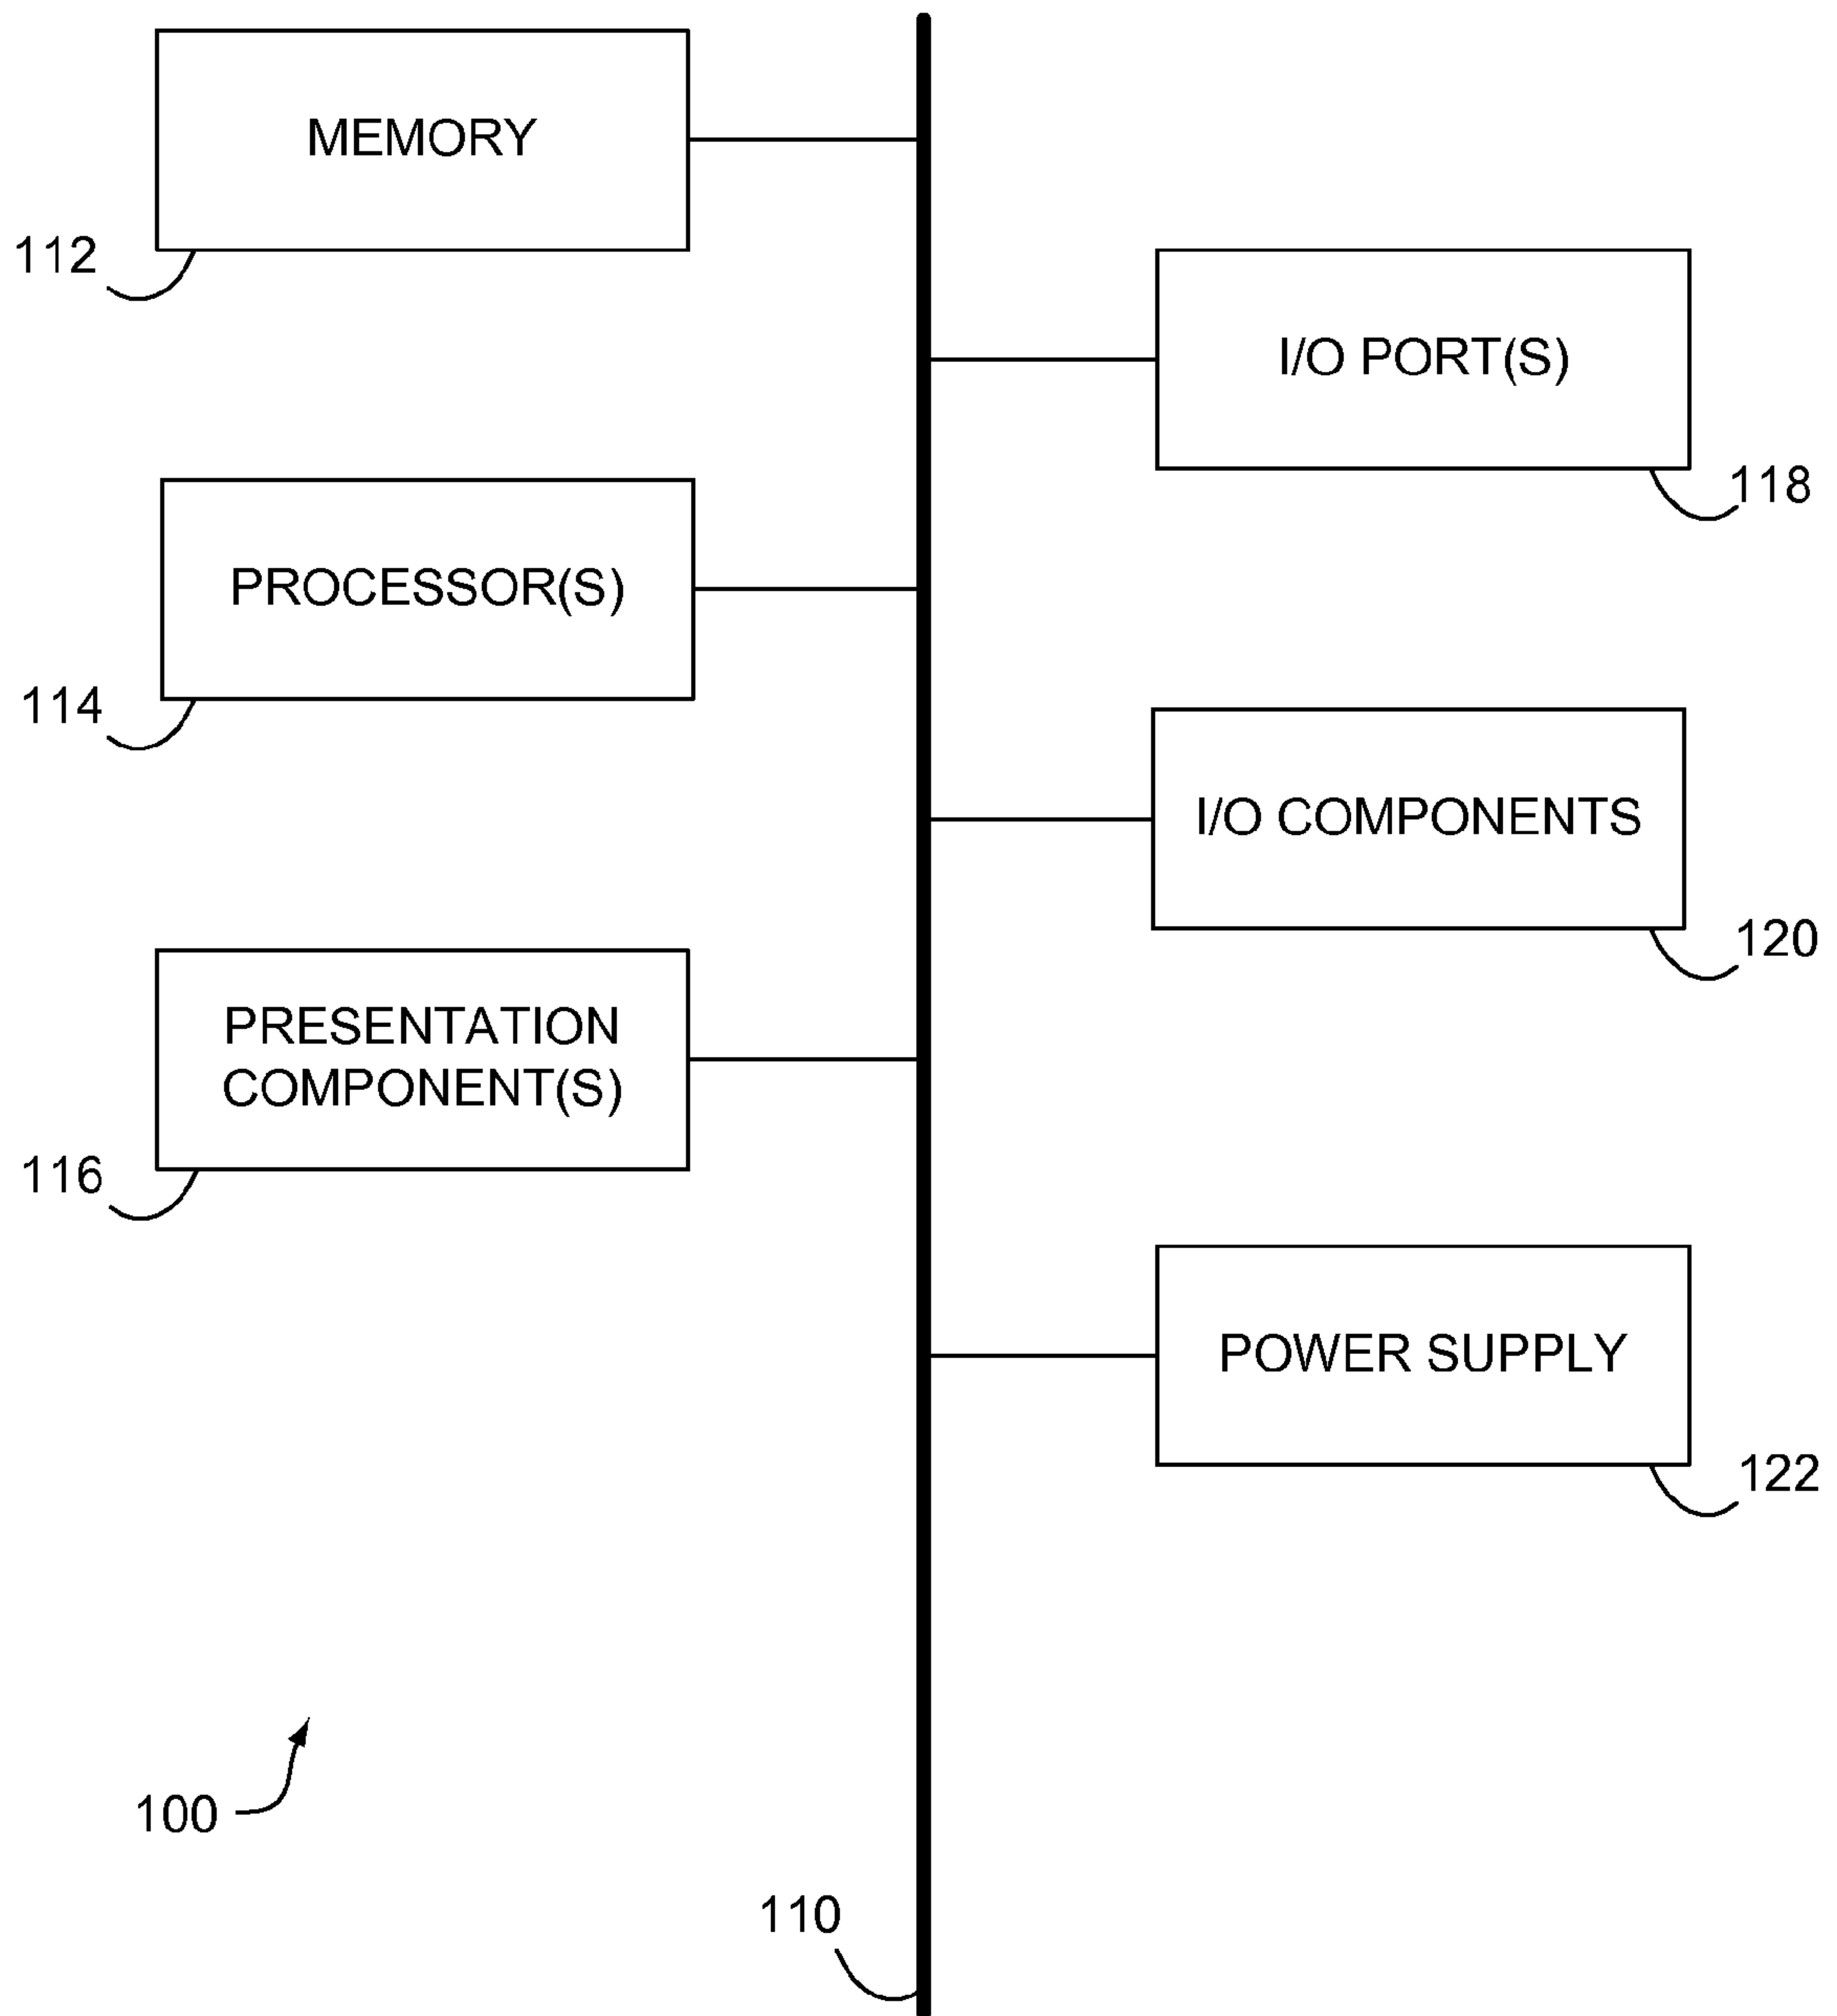 MEMORY
112
I/O PORT(S)
118
PROCESSOR(S)
114
I/O COMPONENTS
120
PRESENTATION
COMPONENT(S)
116
POWER SUPPLY
122
100
110